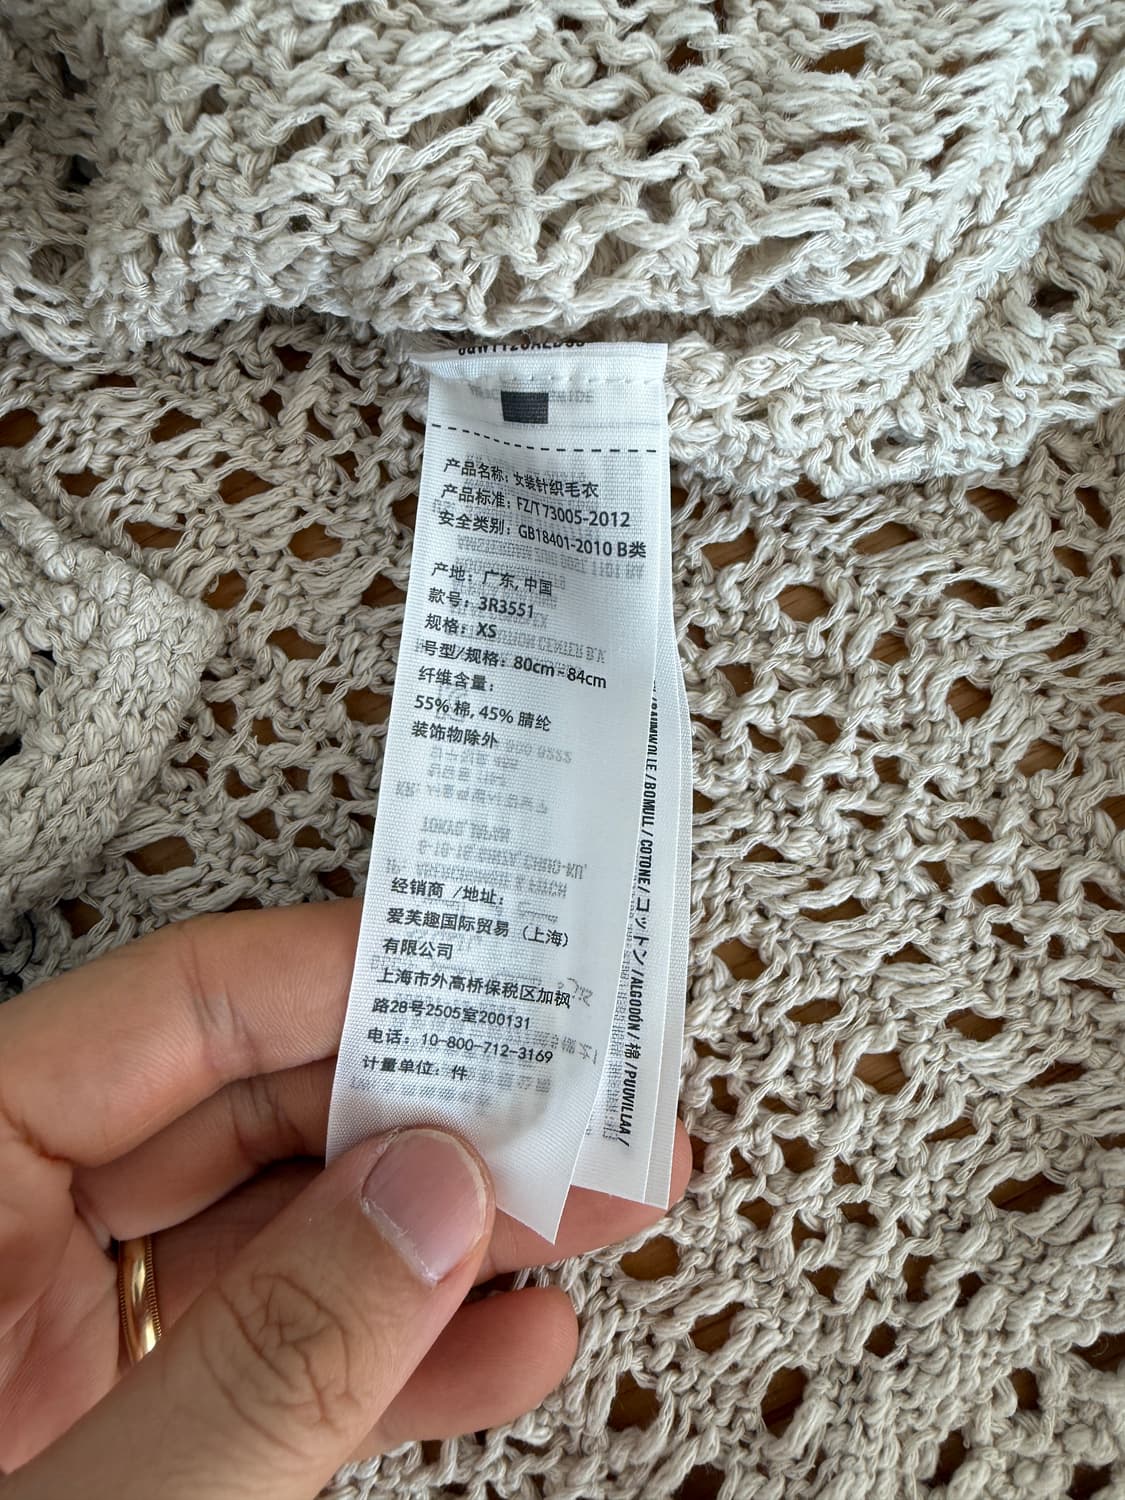 产品名称：女装针织毛衣
产品标准：FZ/T 73005-2012
安全类别：GB18401-2010 B类
产地：广东, 中国
款号：3R3551
规格：XS
号型/规格：80cm - 84cm
纤维含量：
55% 棉, 45% 腈纶
装饰物除外
经销商 /地址：
爱芙趣国际贸易 （上海）
有限公司
上海市外高桥保税区加枫
路28号2505室200131
电话：10-800-712-3169
计量单位：件
/ BAUMWOLLE / BOMULL / COTONE / コットン / ALGODÓN / 棉 / PUUVILLAA /